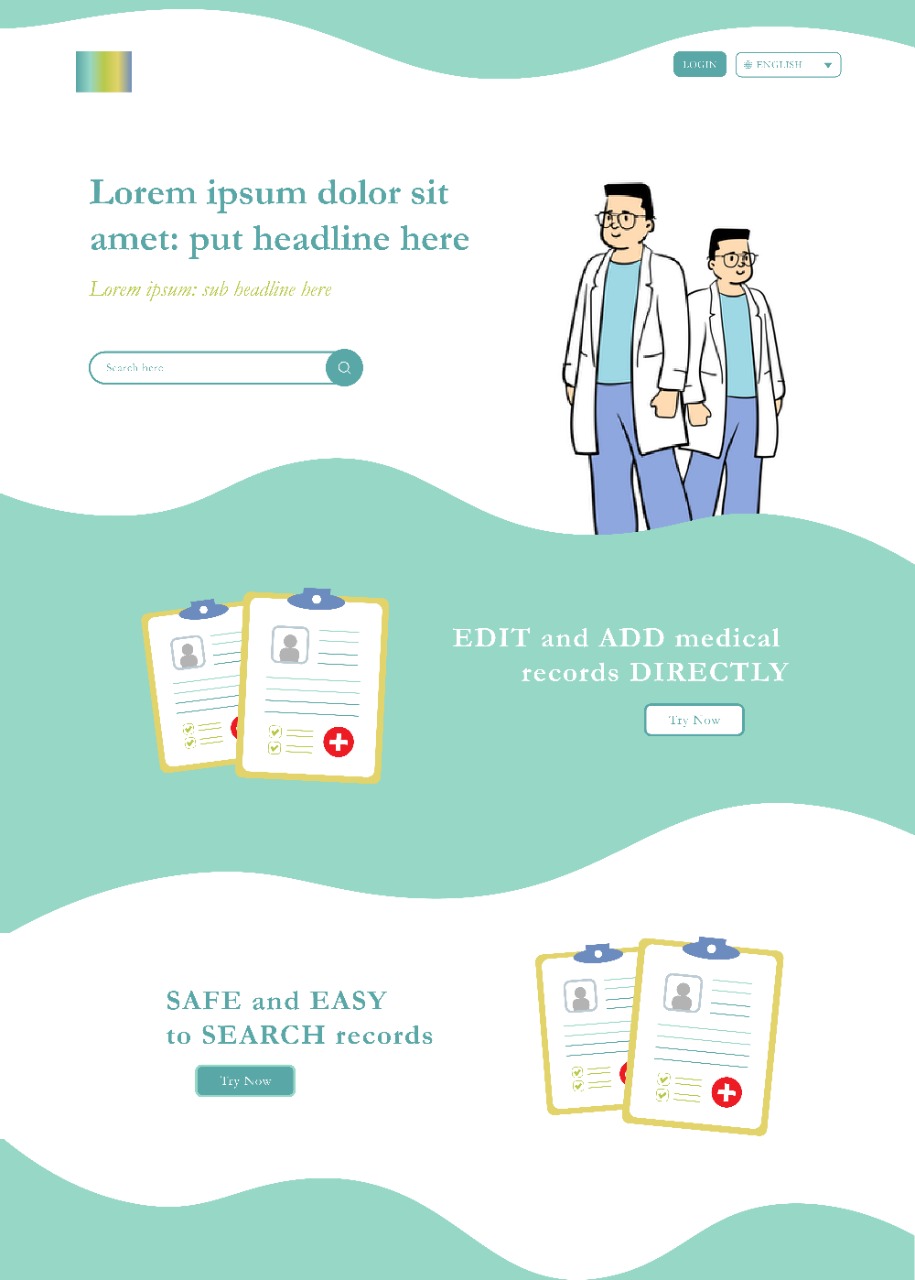 LOGIN
ENGLISH
Lorem ipsum dolor sit
amet: put headline here
Lorem ipsum: sub headline here
Search here
EDIT and ADD medical
records DIRECTLY
Try Now
SAFE and EASY
to SEARCH records
Try Now